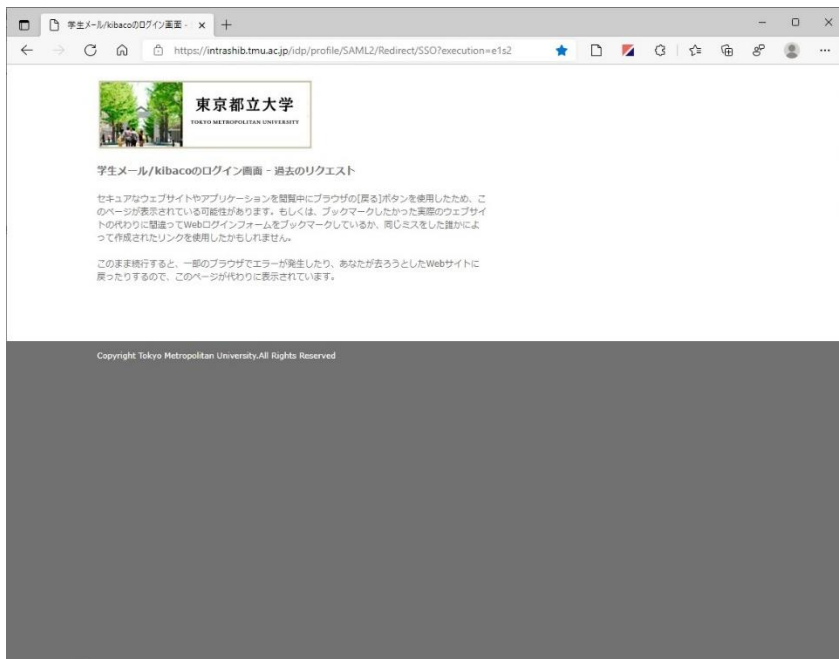 学生メール/kibacoのログイン画面 -
https://intrashib.tmu.ac.jp/idp/profile/SAML2/Redirect/SSO?execution=e1s2
東京都立大学
TOKYO METROPOLITAN UNIVERSITY
学生メール/kibacoのログイン画面 - 過去のリクエスト
セキュアなウェブサイトやアプリケーションを閲覧中にブラウザの[戻る]ボタンを使用したため、こ
のページが表示されている可能性があります。もしくは、ブックマークしたかった実際のウェブサイ
トの代わりに間違ってWebログインフォームをブックマークしているか、同じミスをした誰かによ
って作成されたリンクを使用したかもしれません。
このまま続行すると、一部のブラウザでエラーが発生したり、あなたが去ろうとしたWebサイトに
戻ったりするので、このページが代わりに表示されています。
Copyright Tokyo Metropolitan University.All Rights Reserved